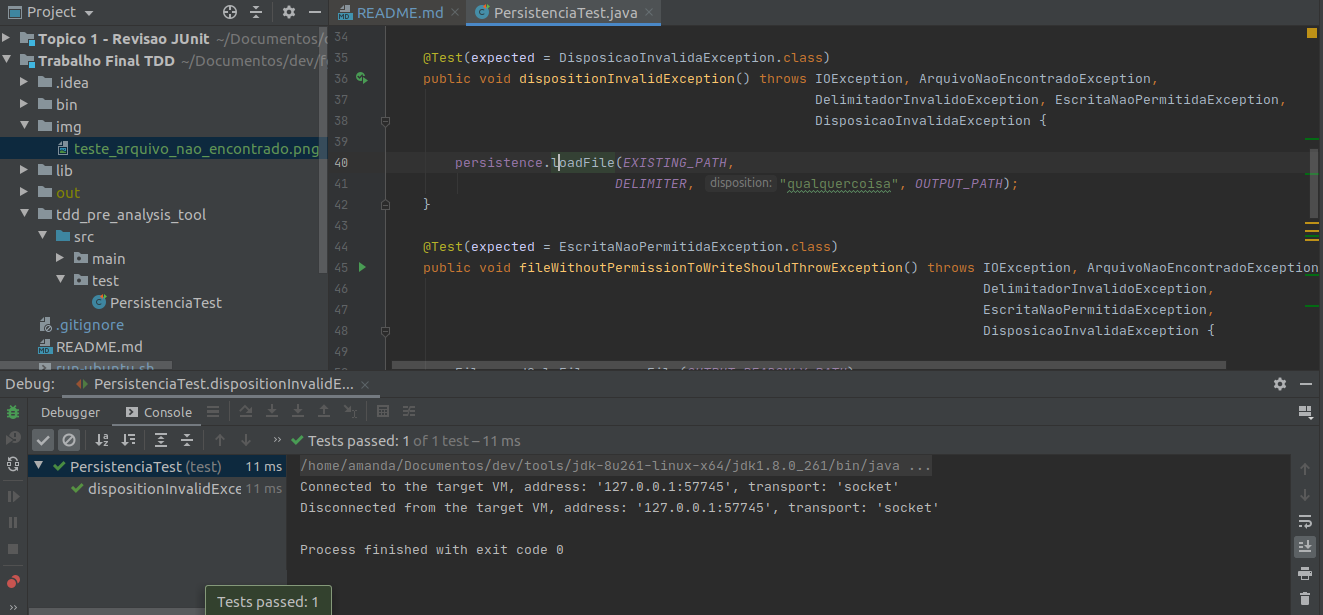 Project
README.md
PersistenciaTest.java
Topico 1 - Revisao JUnit ~/Documentos/
Trabalho Final TDD ~/Documentos/dev/f
.idea
bin
img
teste_arquivo_nao_encontrado.png
lib
out
tdd_pre_analysis_tool
src
main
test
PersistenciaTest
.gitignore
README.md
run-ubuntu.sh
34
35 @Test(expected = DisposicaoInvalidaException.class)
36 public void dispositionInvalidException() throws IOException, ArquivoNaoEncontradoException,
37 DelimitadorInvalidoException, EscritaNaoPermitidaException,
38 DisposicaoInvalidaException {
39
40 persistence.loadFile(EXISTING_PATH,
41 DELIMITER, disposition: "qualquercoisa", OUTPUT_PATH);
42 }
43
44 @Test(expected = EscritaNaoPermitidaException.class)
45 public void fileWithoutPermissionToWriteShouldThrowException() throws IOException, ArquivoNaoEncontradoException
46 DelimitadorInvalidoException,
47 EscritaNaoPermitidaException,
48 DisposicaoInvalidaException {
49
Debug: PersistenciaTest.dispositionInvalidE...
Debugger Console
Tests passed: 1 of 1 test – 11 ms
PersistenciaTest (test) 11 ms
dispositionInvalidExce 11 ms
/home/amanda/Documentos/dev/tools/jdk-8u261-linux-x64/jdk1.8.0_261/bin/java ...
Connected to the target VM, address: '127.0.0.1:57745', transport: 'socket'
Disconnected from the target VM, address: '127.0.0.1:57745', transport: 'socket'
Process finished with exit code 0
Tests passed: 1